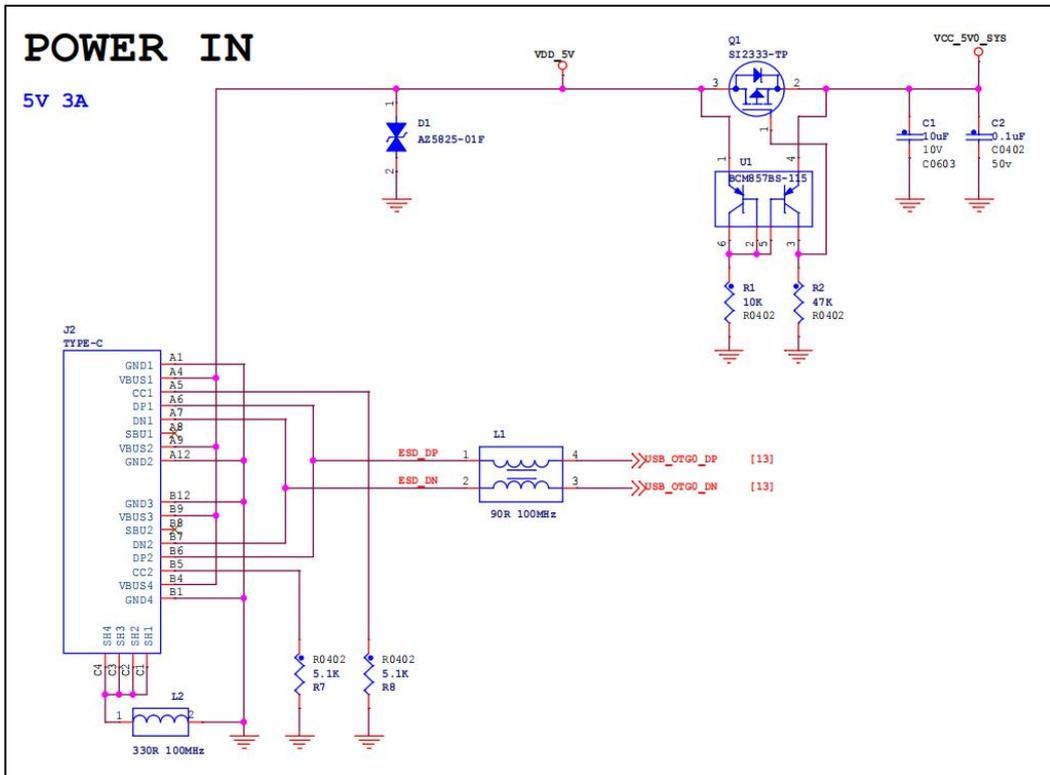 POWER IN
5V 3A
VDD_5V
Q1
SI2333-TP
VCC_5V0_SYS
3
2
1
1
D1
AZ5825-01F
2
C1
10uF
10V
C0603
C2
0.1uF
C0402
50v
1
4
U1
BCM857BS-115
6
2
5
3
R1
10K
R0402
R2
47K
R0402
J2
TYPE-C
GND1 A1
VBUS1 A4
CC1 A5
DP1 A6
DN1 A7
SBU1 A8
VBUS2 A9
GND2 A12
GND3 B12
VBUS3 B9
SBU2 B8
DN2 B7
DP2 B6
CC2 B5
VBUS4 B4
GND4 B1
SH4
SH3
SH2
SH1
C4
C3
C2
C1
L1
ESD_DP 1 4 USB_OTG0_DP [13]
ESD_DN 2 3 USB_OTG0_DN [13]
90R 100MHz
R0402
5.1K
R7
R0402
5.1K
R8
L2
1 2
330R 100MHz